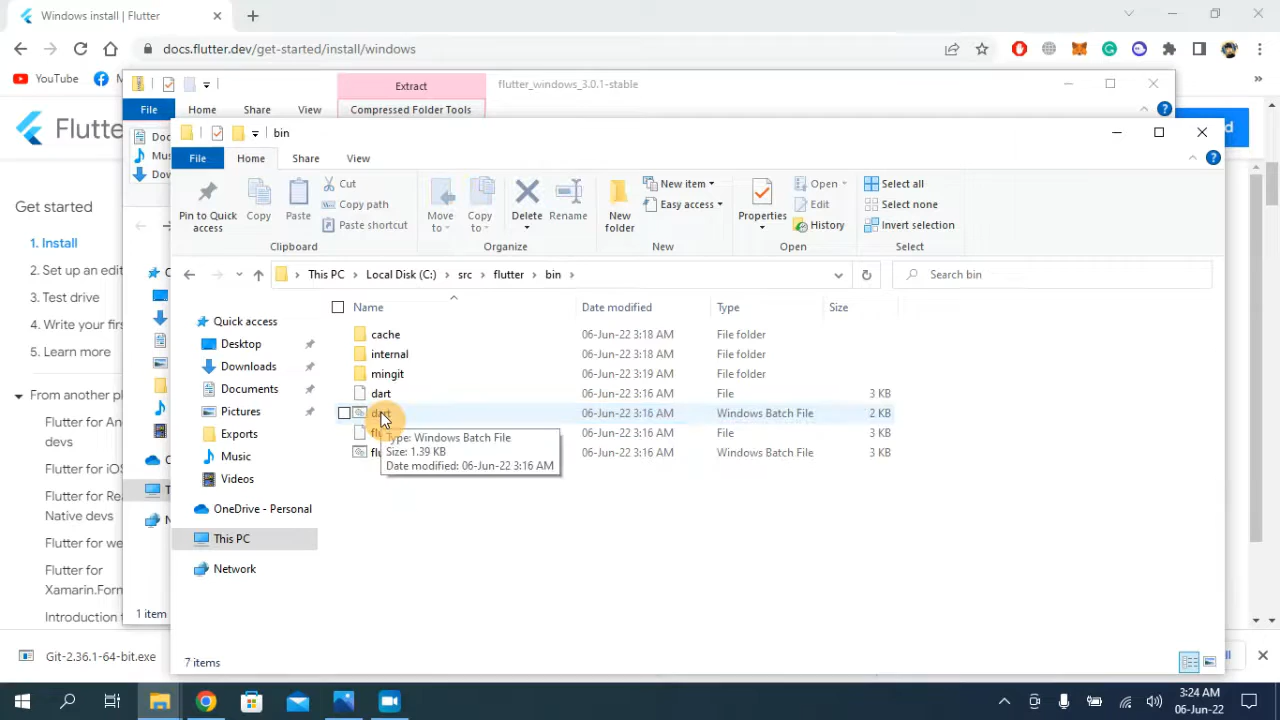 Windows install | Flutter
docs.flutter.dev/get-started/install/windows
YouTube
Extract
flutter_windows_3.0.1-stable
File
Home
Share
View
Compressed Folder Tools
Flutter
bin
File
Home
Share
View
Pin to Quick access
Copy
Paste
Cut
Copy path
Paste shortcut
Clipboard
Move to
Copy to
Delete
Rename
Organize
New folder
New item
Easy access
New
Properties
Open
Edit
History
Open
Select all
Select none
Invert selection
Select
This PC
Local Disk (C:)
src
flutter
bin
Search bin
Get started
1. Install
2. Set up an edit
3. Test drive
4. Write your firs
5. Learn more
From another pl
Flutter for An
devs
Flutter for iOS
Flutter for Rea
Native devs
Flutter for we
Flutter for
Xamarin.Form
Introduction t
Quick access
Desktop
Downloads
Documents
Pictures
Exports
Music
Videos
OneDrive - Personal
This PC
Network
Name
Date modified
Type
Size
cache
06-Jun-22 3:18 AM
File folder
internal
06-Jun-22 3:18 AM
File folder
mingit
06-Jun-22 3:19 AM
File folder
dart
06-Jun-22 3:16 AM
File
3 KB
dart
06-Jun-22 3:16 AM
Windows Batch File
2 KB
06-Jun-22 3:16 AM
File
3 KB
06-Jun-22 3:16 AM
Windows Batch File
3 KB
Type: Windows Batch File
Size: 1.39 KB
Date modified: 06-Jun-22 3:16 AM
1 item
7 items
Git-2.36.1-64-bit.exe
3:24 AM
06-Jun-22